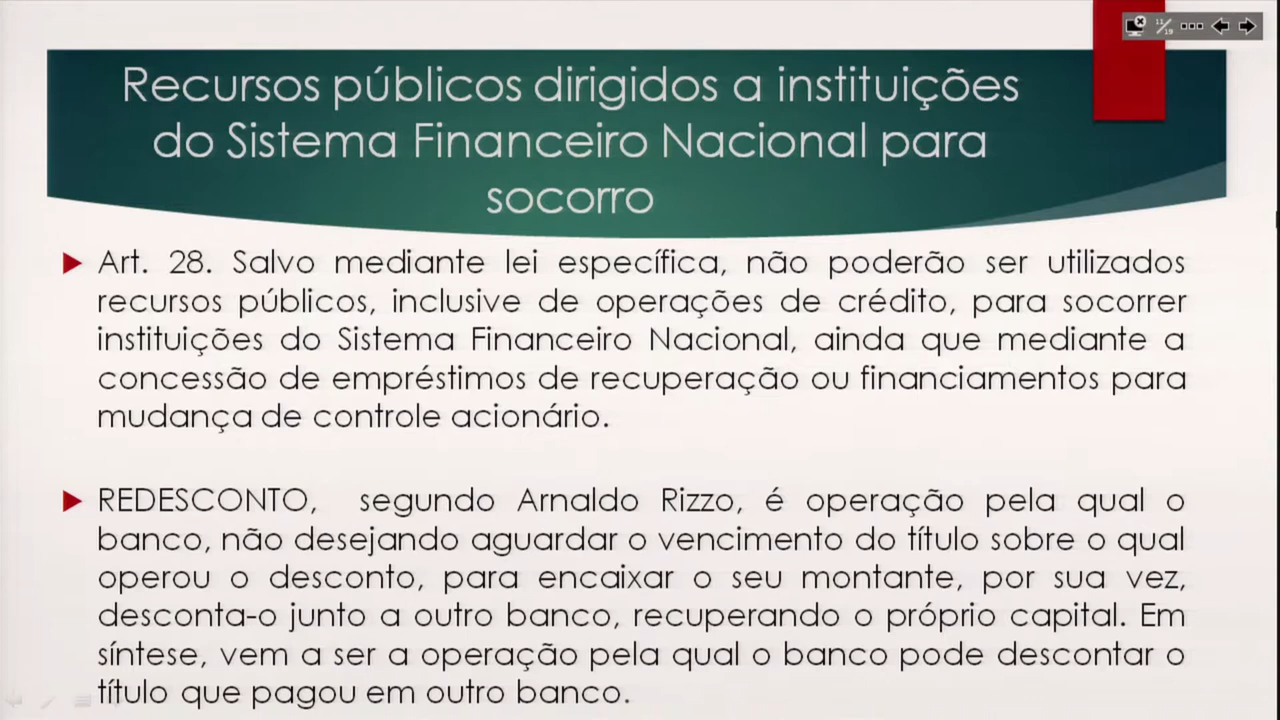 11/19
Recursos públicos dirigidos a instituições
do Sistema Financeiro Nacional para
socorro
Art. 28. Salvo mediante lei específica, não poderão ser utilizados
recursos públicos, inclusive de operações de crédito, para socorrer
instituições do Sistema Financeiro Nacional, ainda que mediante a
concessão de empréstimos de recuperação ou financiamentos para
mudança de controle acionário.
REDESCONTO, segundo Arnaldo Rizzo, é operação pela qual o
banco, não desejando aguardar o vencimento do título sobre o qual
operou o desconto, para encaixar o seu montante, por sua vez,
desconta-o junto a outro banco, recuperando o próprio capital. Em
síntese, vem a ser a operação pela qual o banco pode descontar o
título que pagou em outro banco.